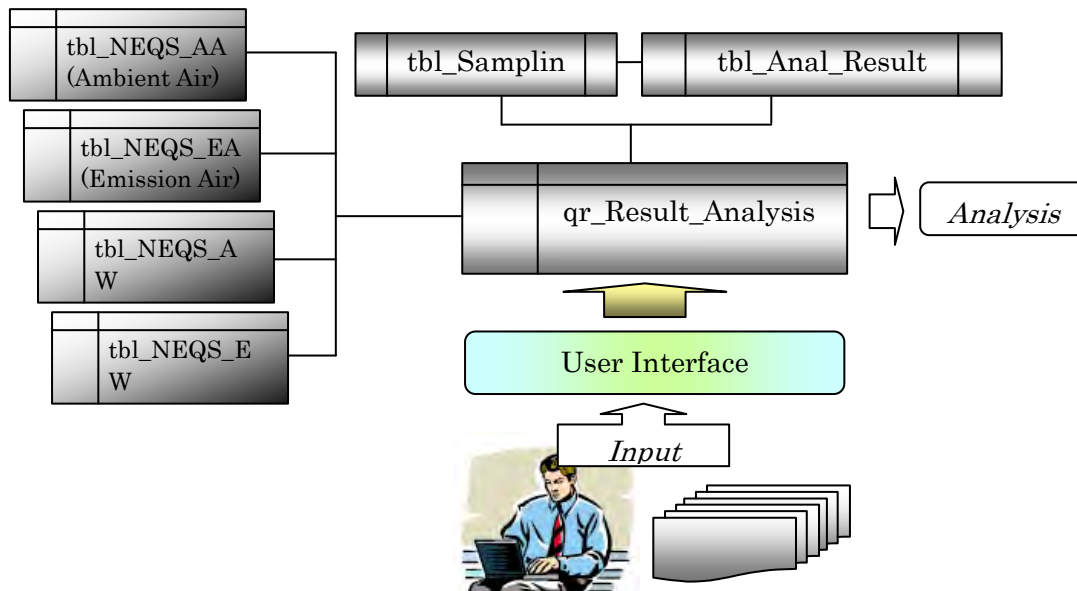 tbl_NEQS_AA
(Ambient Air)
tbl_NEQS_EA
(Emission Air)
tbl_NEQS_A
W
tbl_NEQS_E
W
tbl_Samplin
tbl_Anal_Result
qr_Result_Analysis
Analysis
User Interface
Input